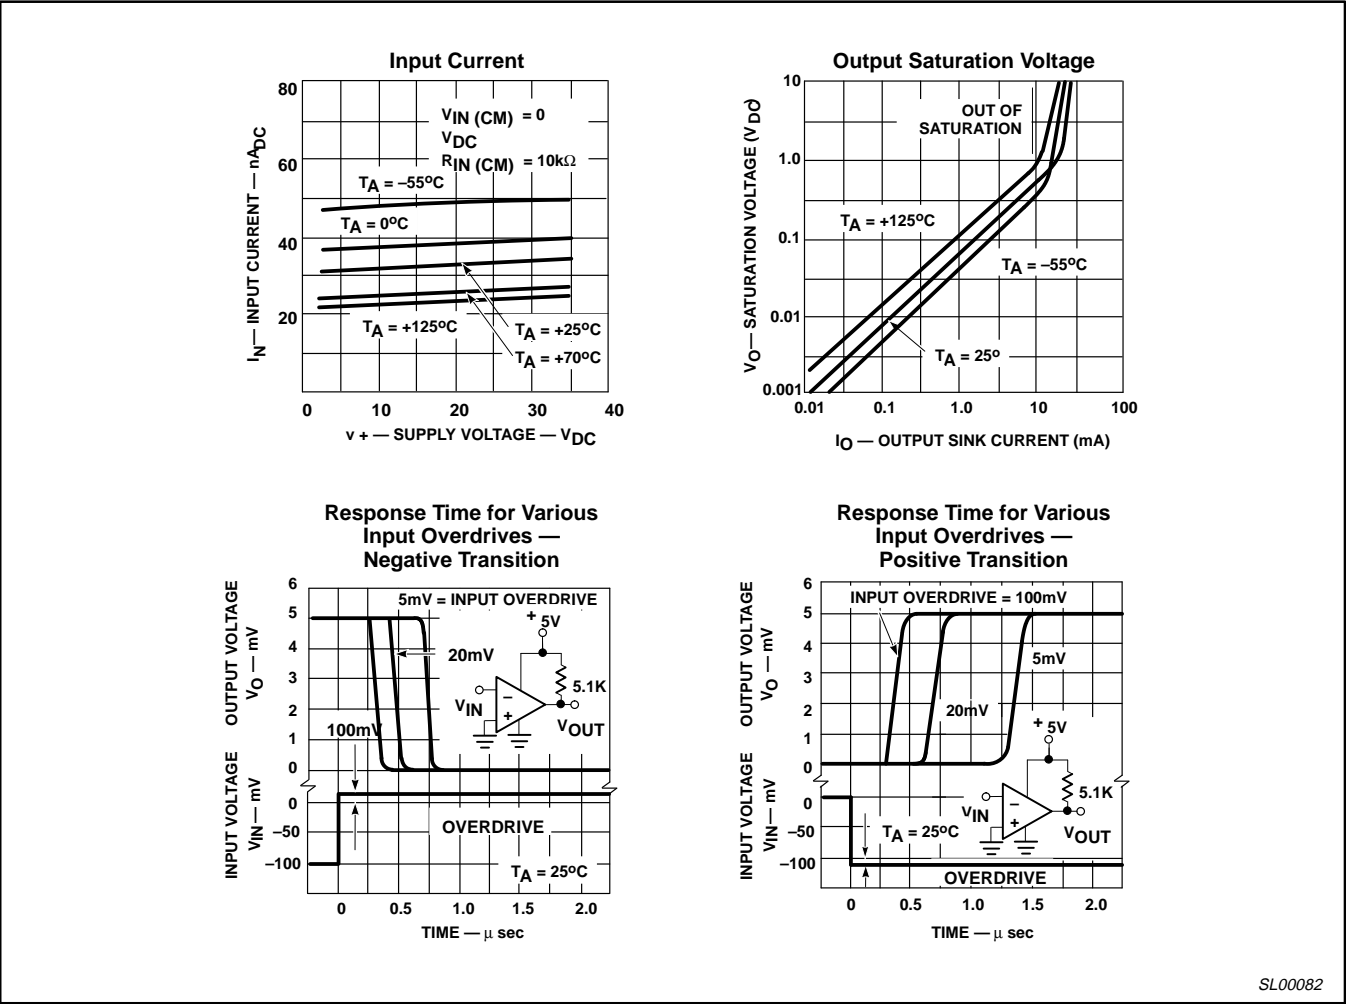 Input Current
80
60
40
20
0 10 20 30 40
IN— INPUT CURRENT — nADC
v + — SUPPLY VOLTAGE — VDC
VIN (CM) = 0
VDC
RIN (CM) = 10kΩ
TA = –55oC
TA = 0oC
TA = +125oC
TA = +25oC
TA = +70oC
Output Saturation Voltage
10
1.0
0.1
0.01
0.001
0.01 0.1 1.0 10 100
VO— SATURATION VOLTAGE (VDC)
IO — OUTPUT SINK CURRENT (mA)
OUT OF
SATURATION
TA = +125oC
TA = –55oC
TA = 25o
Response Time for Various
Input Overdrives —
Negative Transition
6
5
4
3
2
1
0
0
–50
–100
0 0.5 1.0 1.5 2.0
OUTPUT VOLTAGE
VO — mV
INPUT VOLTAGE
VIN — mV
TIME — μ sec
5mV = INPUT OVERDRIVE
+ 5V
20mV
5.1K
VIN
–
+
VOUT
100mV
OVERDRIVE
TA = 25oC
Response Time for Various
Input Overdrives —
Positive Transition
6
5
4
3
2
1
0
0
–50
–100
0 0.5 1.0 1.5 2.0
OUTPUT VOLTAGE
VO — mV
INPUT VOLTAGE
VIN — mV
TIME — μ sec
INPUT OVERDRIVE = 100mV
5mV
20mV
+ 5V
5.1K
VIN
–
+
VOUT
TA = 25oC
OVERDRIVE
SL00082